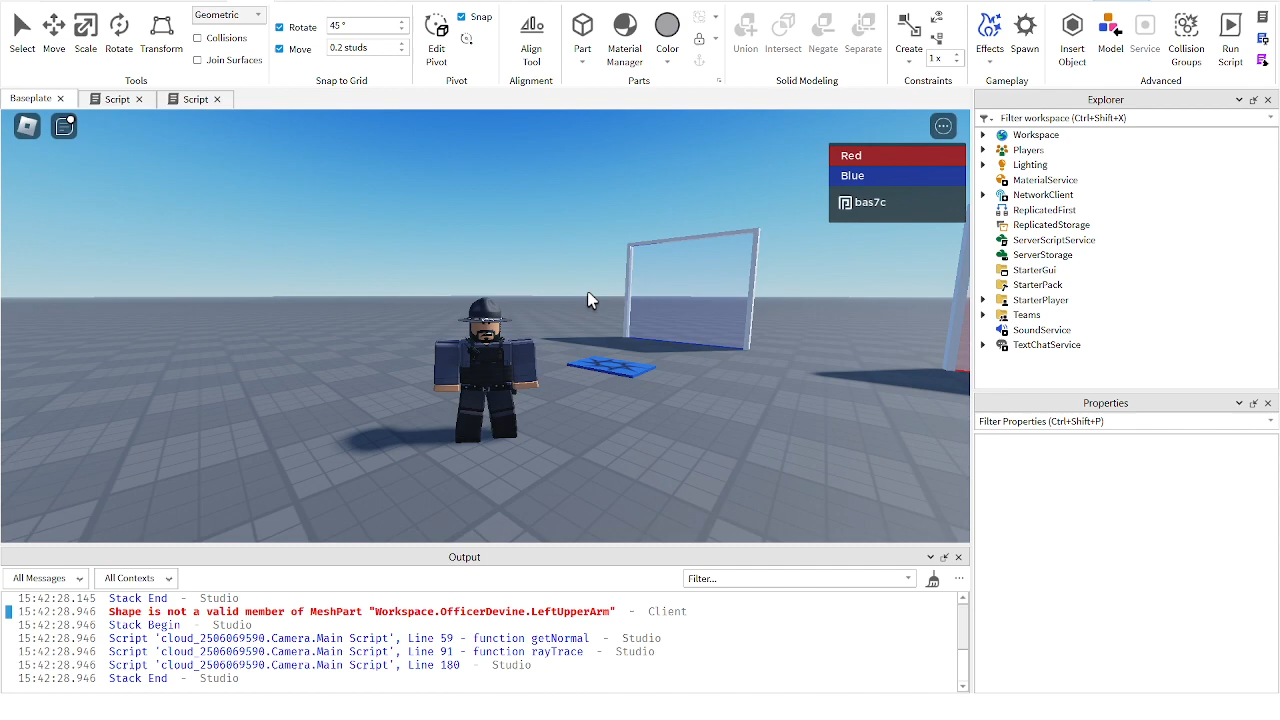 Select
Move
Scale
Rotate
Transform
Geometric
Collisions
Join Surfaces
Tools
Rotate
45 °
Move
0.2 studs
Snap to Grid
Edit
Pivot
Snap
Pivot
Align
Tool
Alignment
Part
Material
Manager
Color
Parts
Union
Intersect
Negate
Separate
Solid Modeling
Create
1 x
Constraints
Effects
Spawn
Gameplay
Insert
Object
Model
Service
Collision
Groups
Run
Script
Advanced
Baseplate
Script
Script
Red
Blue
bas7c
Explorer
Filter workspace (Ctrl+Shift+X)
Workspace
Players
Lighting
MaterialService
NetworkClient
ReplicatedFirst
ReplicatedStorage
ServerScriptService
ServerStorage
StarterGui
StarterPack
StarterPlayer
Teams
SoundService
TextChatService
Properties
Filter Properties (Ctrl+Shift+P)
Output
All Messages
All Contexts
Filter...
15:42:28.145 Stack End - Studio
15:42:28.946 Shape is not a valid member of MeshPart "Workspace.OfficerDevine.LeftUpperArm" - Client
15:42:28.946 Stack Begin - Studio
15:42:28.946 Script 'cloud_2506069590.Camera.Main Script', Line 59 - function getNormal - Studio
15:42:28.946 Script 'cloud_2506069590.Camera.Main Script', Line 91 - function rayTrace - Studio
15:42:28.946 Script 'cloud_2506069590.Camera.Main Script', Line 180 - Studio
15:42:28.946 Stack End - Studio